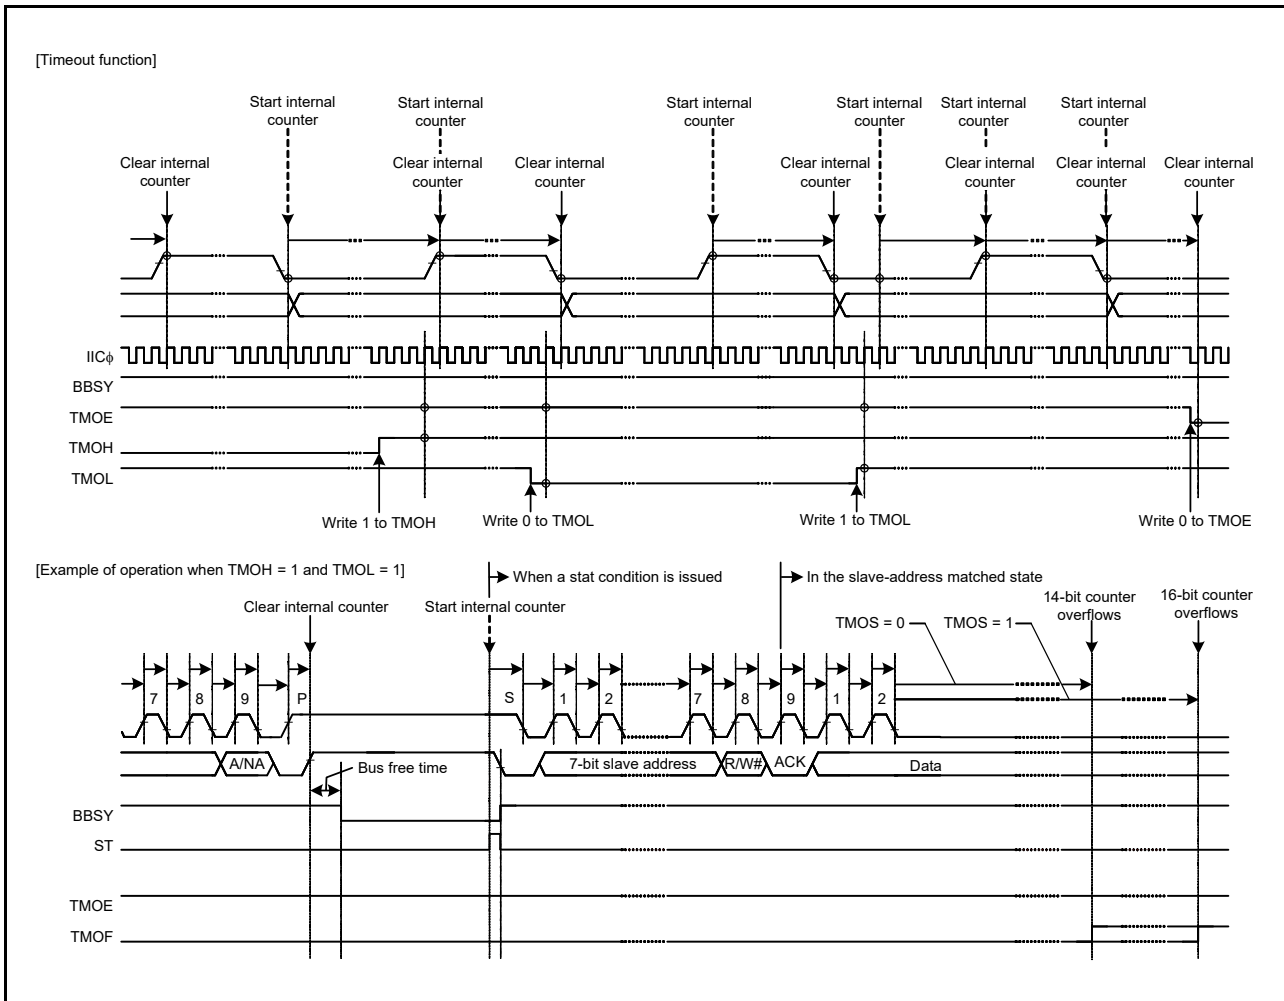 [Timeout function]
Start internal
counter
Start internal
counter
Start internal
counter
Start internal
counter
Start internal
counter
Start internal
counter
Clear internal
counter
Clear internal
counter
Clear internal
counter
Clear internal
counter
Clear internal
counter
Clear internal
counter
Clear internal
counter
IICϕ
BBSY
TMOE
TMOH
TMOL
Write 1 to TMOH
Write 0 to TMOL
Write 1 to TMOL
Write 0 to TMOE
[Example of operation when TMOH = 1 and TMOL = 1]
When a stat condition is issued
In the slave-address matched state
Clear internal counter
Start internal counter
14-bit counter
overflows
16-bit counter
overflows
TMOS = 0
TMOS = 1
7 8 9 P S 1 2 7 8 9 1 2
A/NA
Bus free time
7-bit slave address
R/W#
ACK
Data
BBSY
ST
TMOE
TMOF